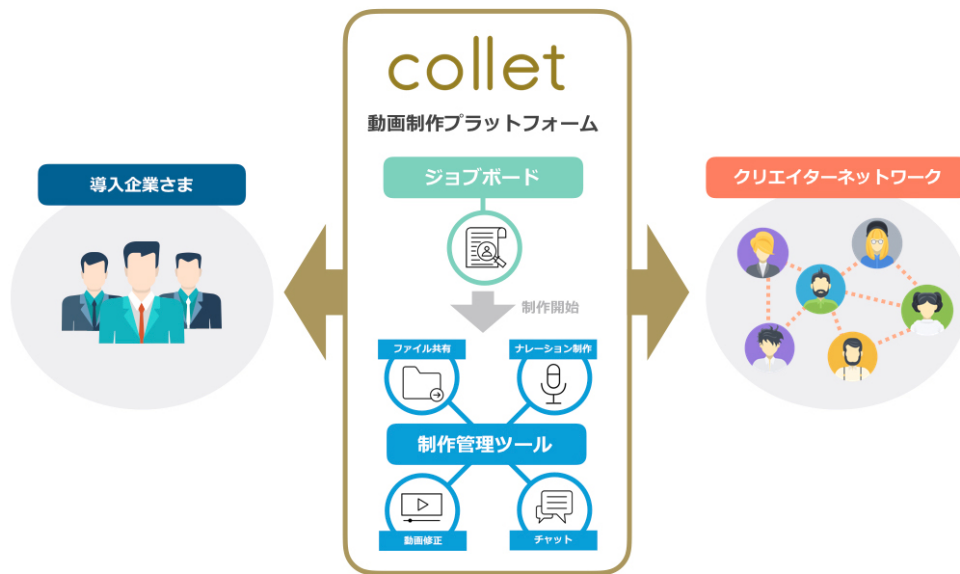 collet
動画制作プラットフォーム
導入企業さま
ジョブボード
クリエイターネットワーク
制作開始
ファイル共有
ナレーション制作
制作管理ツール
動画修正
チャット